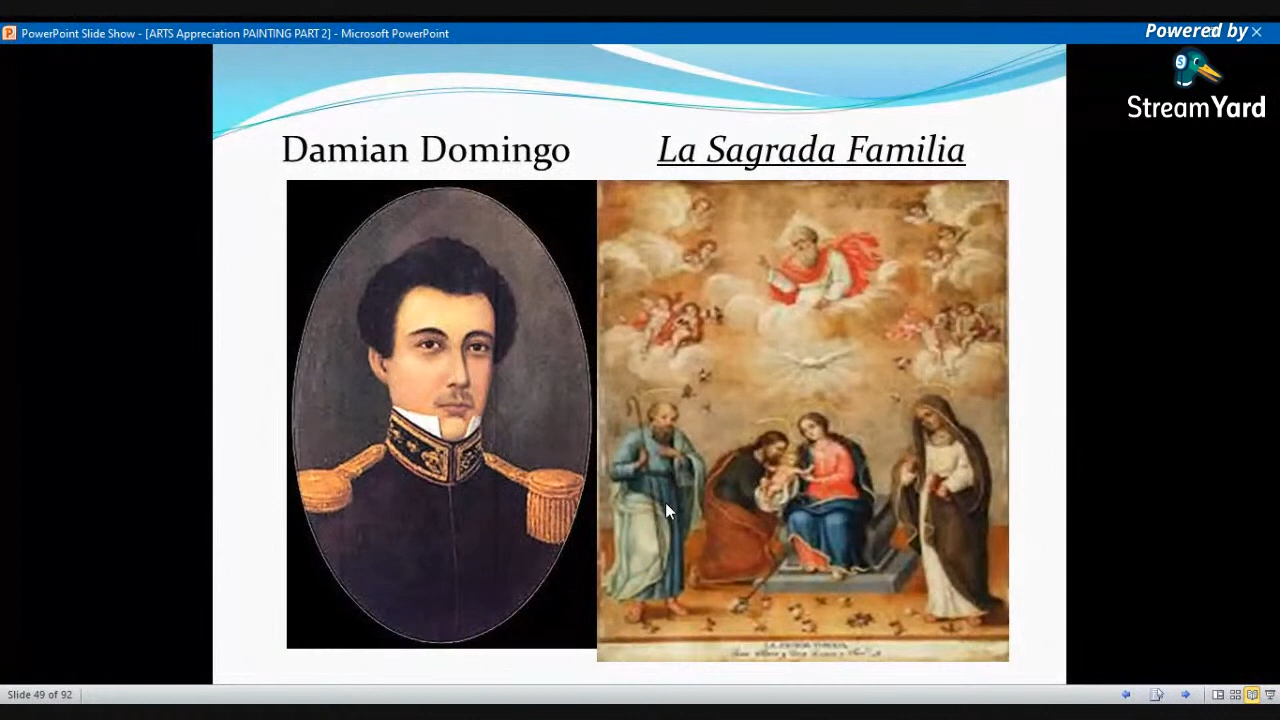 PowerPoint Slide Show - [ARTS Appreciation PAINTING PART 2] - Microsoft PowerPoint
Powered by
StreamYard
Damian Domingo
La Sagrada Familia
Slide 49 of 92